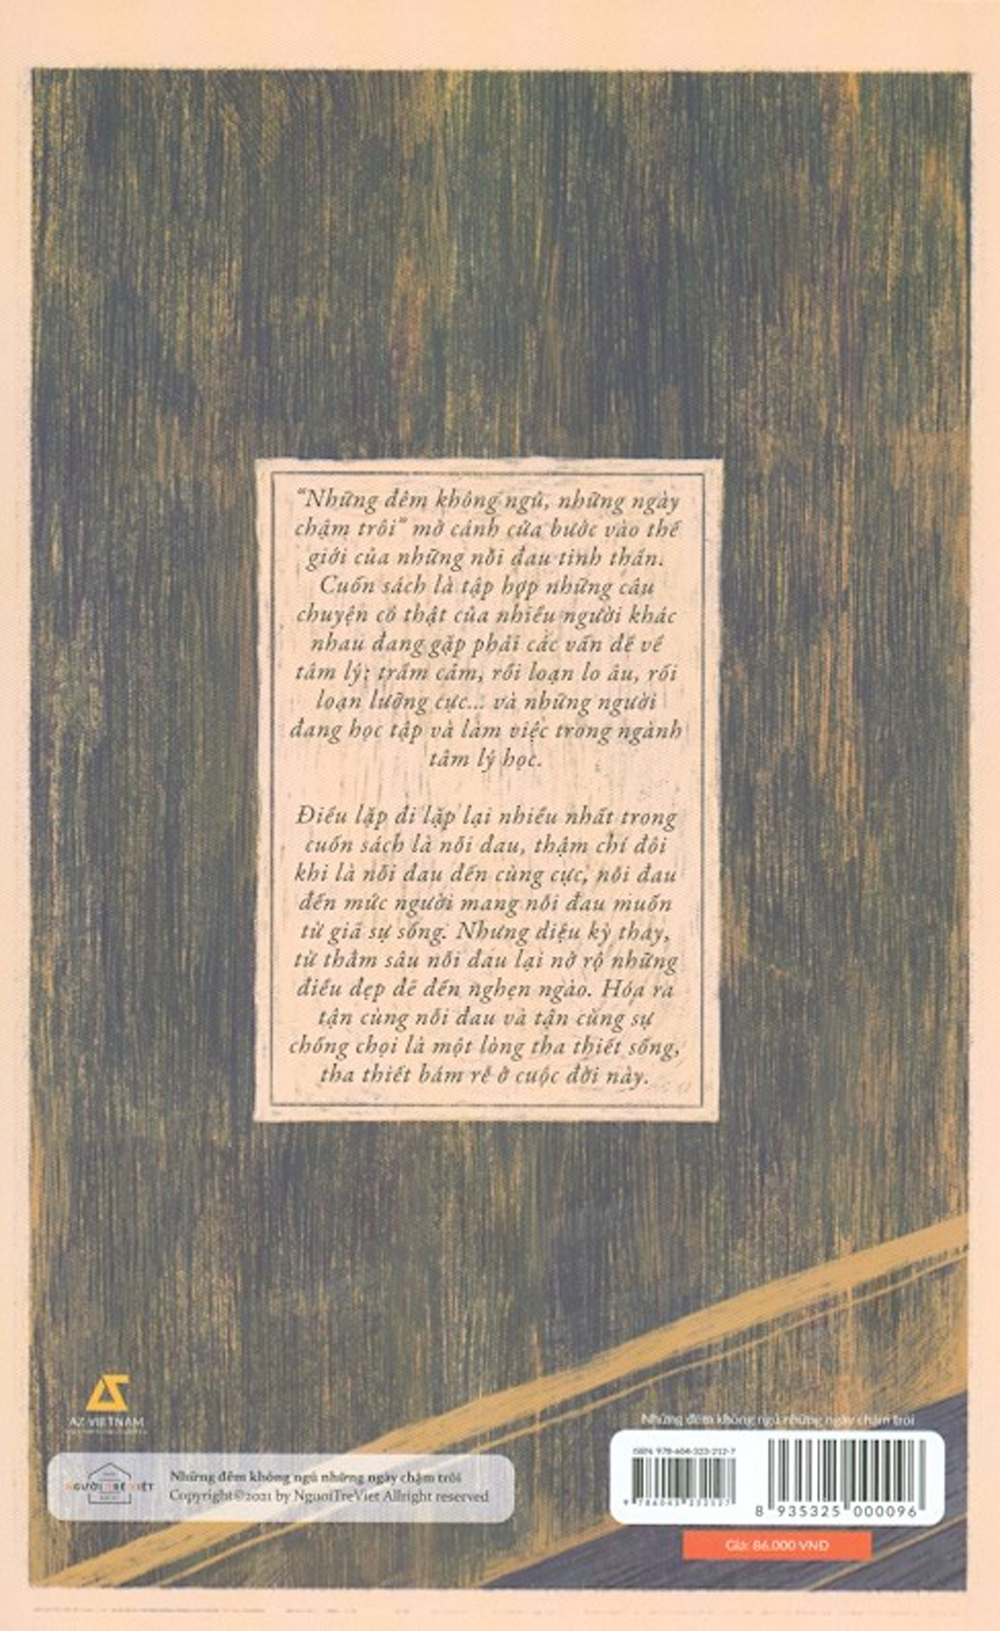 “Những đêm không ngủ, những ngày
chậm trôi” mở cánh cửa bước vào thế
giới của những nỗi đau tinh thần.
Cuốn sách là tập hợp những câu
chuyện có thật của nhiều người khác
nhau đang gặp phải các vấn đề về
tâm lý: trầm cảm, rối loạn lo âu, rối
loạn lưỡng cực... và những người
đang học tập và làm việc trong ngành
tâm lý học.
Điều lặp đi lặp lại nhiều nhất trong
cuốn sách là nỗi đau, thậm chí đôi
khi là nỗi đau đến cùng cực, nỗi đau
đến mức người mang nỗi đau muốn
từ giã sự sống. Nhưng diệu kỳ thay,
từ thẳm sâu nỗi đau lại nở rộ những
điều đẹp đẽ đến nghẹn ngào. Hóa ra
tận cùng nỗi đau và tận cùng sự
chống chọi là một lòng tha thiết sống,
tha thiết bám rễ ở cuộc đời này.
AZ VIETNAM
NGƯỜI TRẺ VIỆT
Những đêm không ngủ những ngày chậm trôi
Copyright©2021 by NguoiTreViet Allright reserved
Những đêm không ngủ những ngày chậm trôi
ISBN: 978-604-323-212-7
8 935325 000096
Giá: 86.000 VNĐ